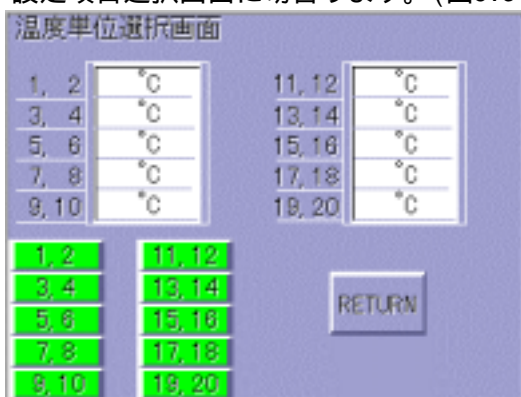 温度単位選択画面
1, 2 °C 11, 12 °C
3, 4 °C 13, 14 °C
5, 6 °C 15, 16 °C
7, 8 °C 17, 18 °C
9, 10 °C 19, 20 °C
1, 2 11, 12
3, 4 13, 14
5, 6 15, 16
RETURN
7, 8 17, 18
9, 10 19, 20